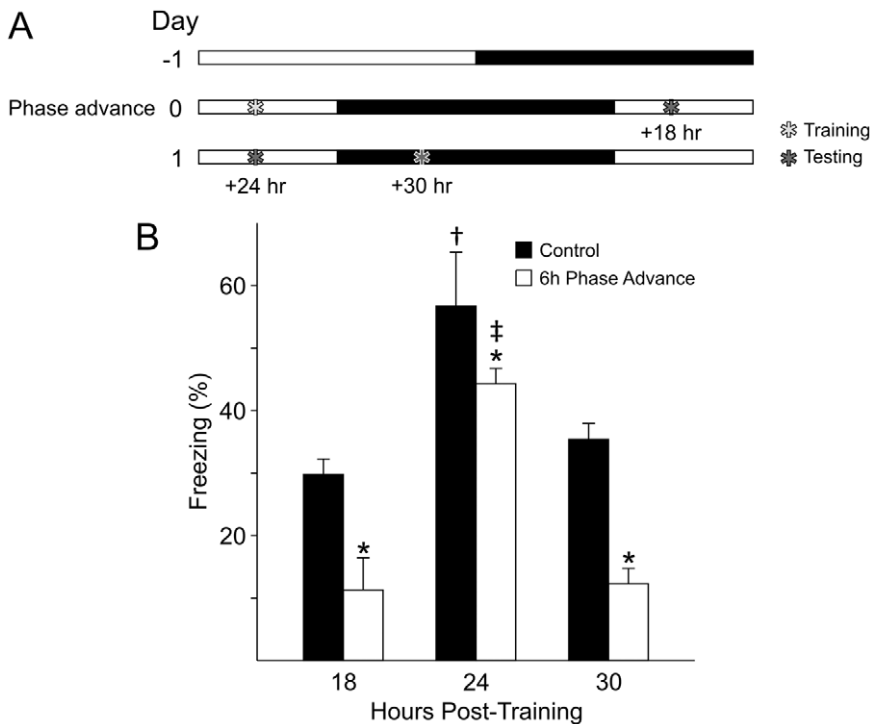 A
Day
-1
Phase advance 0
+18 hr
Training
1
Testing
+24 hr
+30 hr
B
†
Control
6h Phase Advance
‡
*
*
*
60
40
20
Freezing (%)
18
24
30
Hours Post-Training